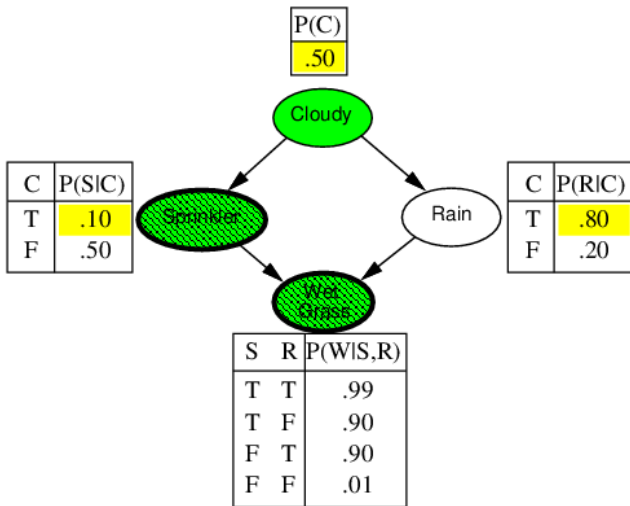 P(C)
.50
Cloudy
C P(S|C)
T .10
F .50
Sprinkler
Rain
C P(R|C)
T .80
F .20
Wet
Grass
S R P(W|S,R)
T T .99
T F .90
F T .90
F F .01